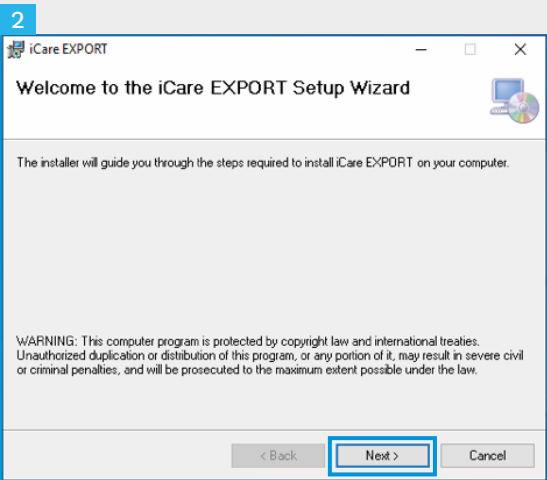 2
iCare EXPORT
Welcome to the iCare EXPORT Setup Wizard
The installer will guide you through the steps required to install iCare EXPORT on your computer.
WARNING: This computer program is protected by copyright law and international treaties.
Unauthorized duplication or distribution of this program, or any portion of it, may result in severe civil
or criminal penalties, and will be prosecuted to the maximum extent possible under the law.
< Back Next > Cancel